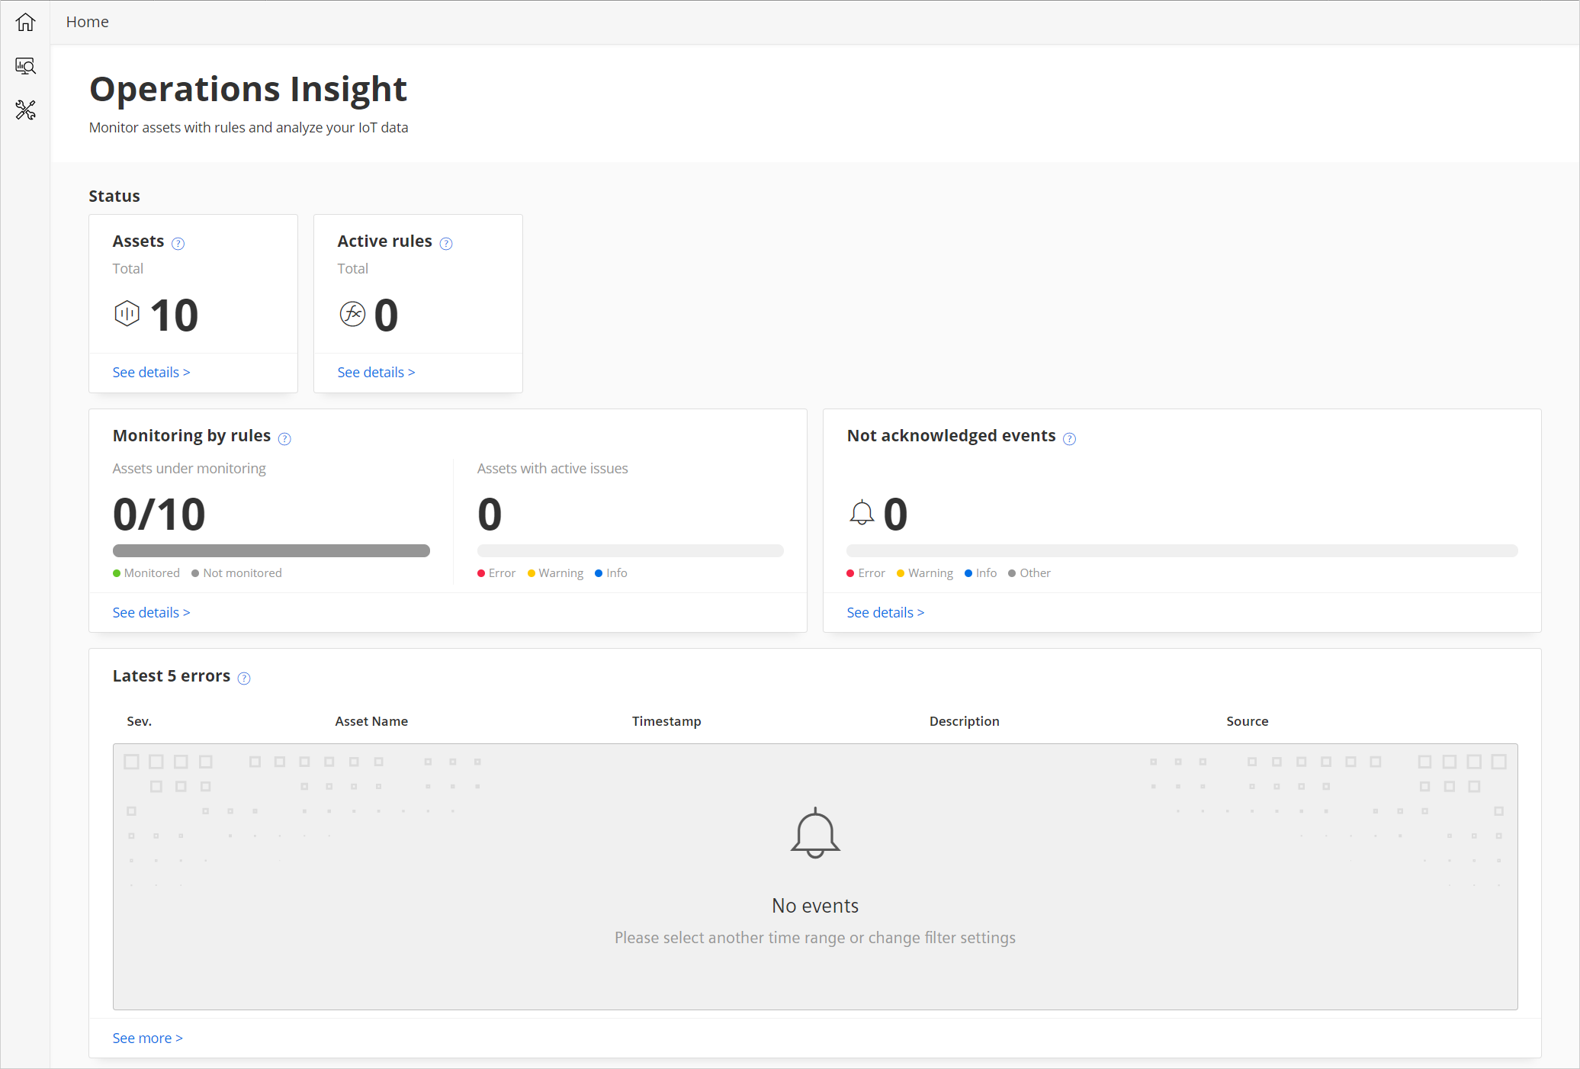 Home
Operations Insight
Monitor assets with rules and analyze your IoT data
Status
Assets ?
Total
10
See details >
Active rules ?
Total
fx 0
See details >
Monitoring by rules ?
Assets under monitoring
0/10
Monitored Not monitored
Assets with active issues
0
Error Warning Info
See details >
Not acknowledged events ?
0
Error Warning Info Other
See details >
Latest 5 errors ?
Sev. Asset Name Timestamp Description Source
No events
Please select another time range or change filter settings
See more >